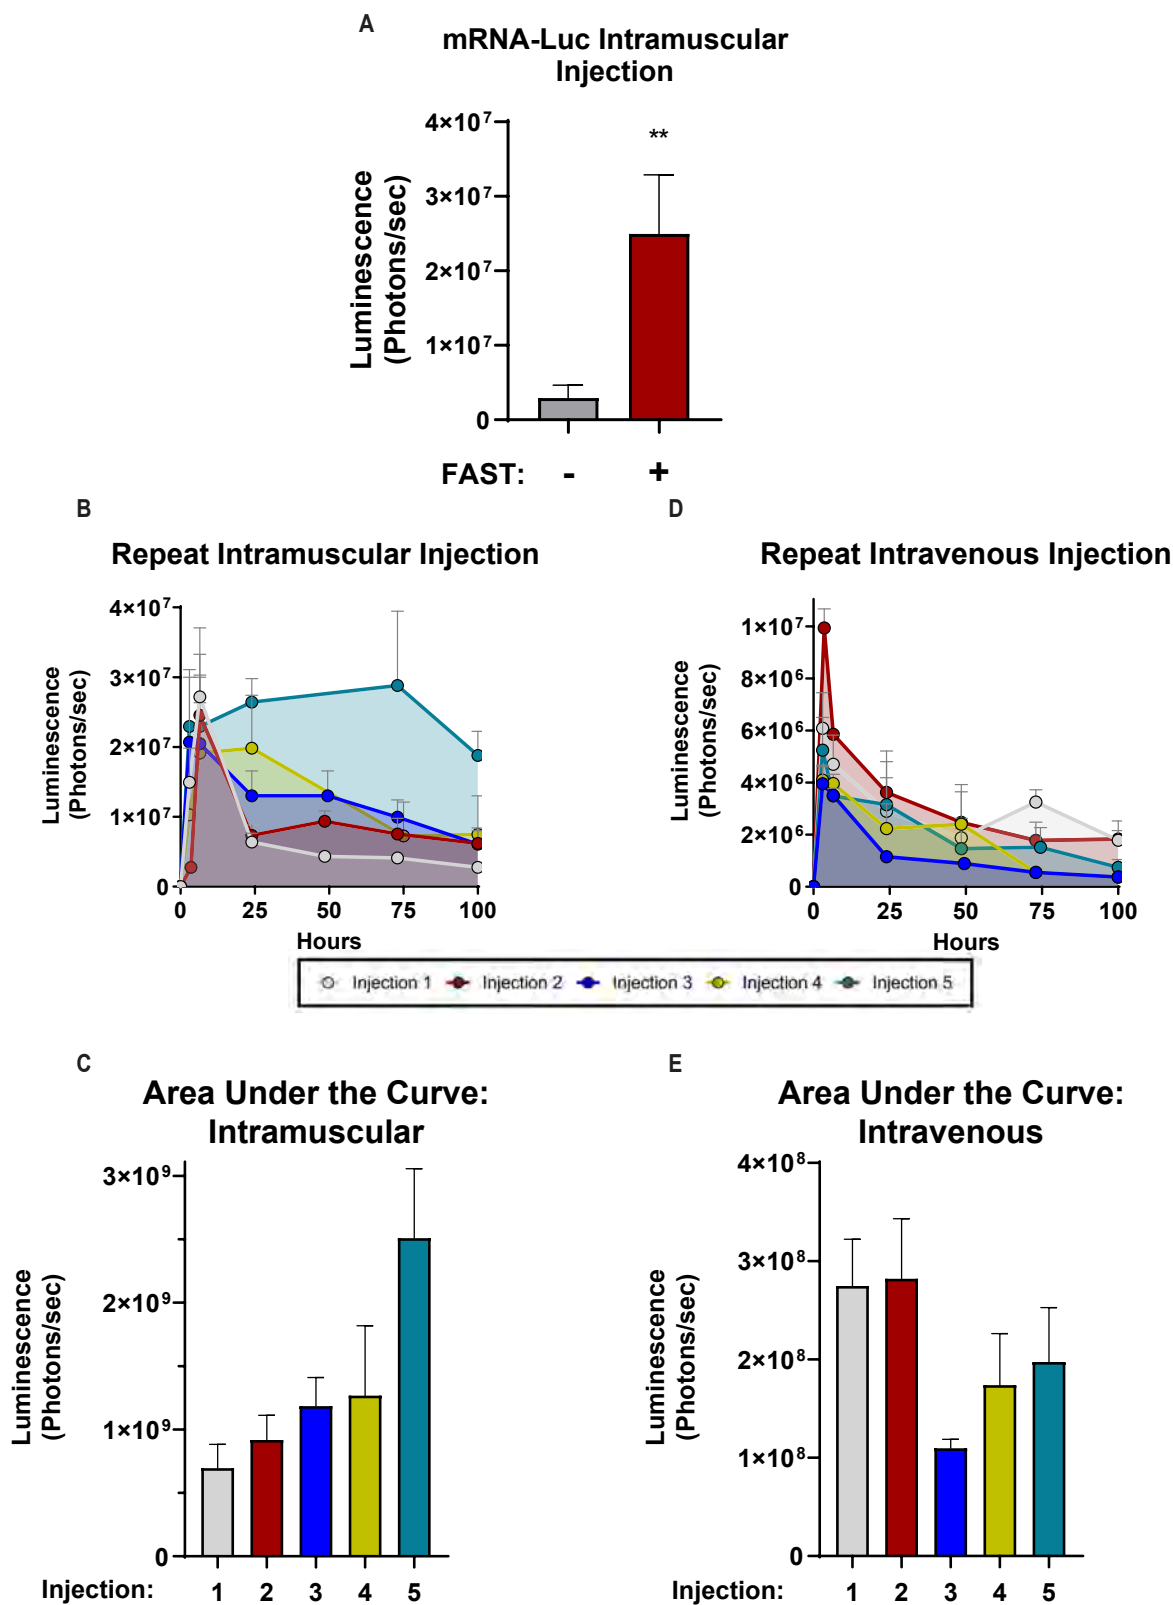 A
mRNA-Luc Intramuscular
Injection
Luminescence
(Photons/sec)
4×10⁷
3×10⁷
2×10⁷
1×10⁷
0
**
FAST: - +
B
Repeat Intramuscular Injection
Luminescence
(Photons/sec)
4×10⁷
3×10⁷
2×10⁷
1×10⁷
0
0 25 50 75 100
Hours
D
Repeat Intravenous Injection
Luminescence
(Photons/sec)
1×10⁷
8×10⁶
6×10⁶
4×10⁶
2×10⁶
0
0 25 50 75 100
Hours
Injection 1 Injection 2 Injection 3 Injection 4 Injection 5
C
Area Under the Curve:
Intramuscular
Luminescence
(Photons/sec)
3×10⁹
2×10⁹
1×10⁹
0
Injection: 1 2 3 4 5
E
Area Under the Curve:
Intravenous
Luminescence
(Photons/sec)
4×10⁸
3×10⁸
2×10⁸
1×10⁸
0
Injection: 1 2 3 4 5